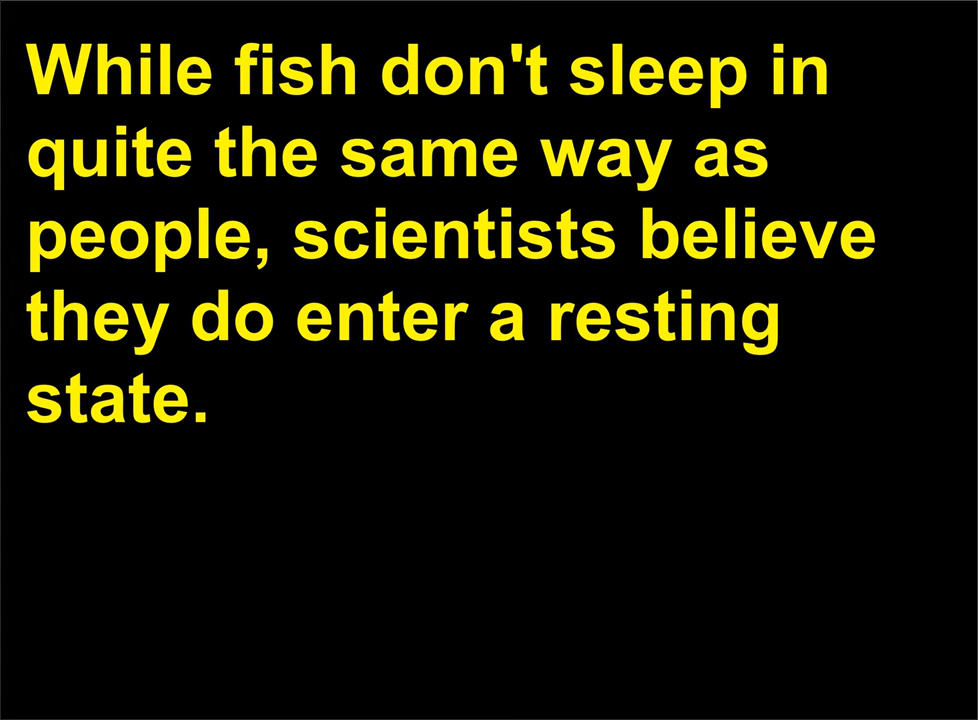 While fish don't sleep in
quite the same way as
people, scientists believe
they do enter a resting
state.